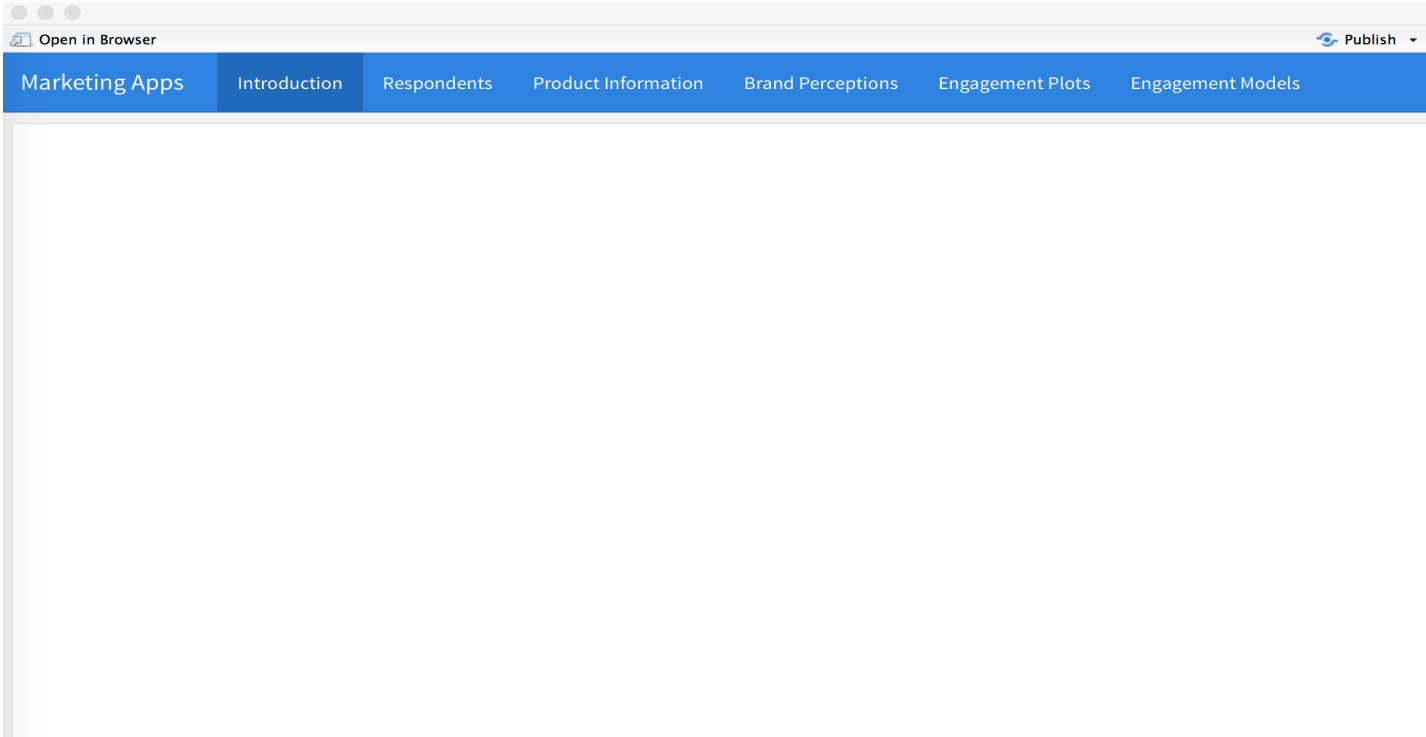 Open in Browser Publish
Marketing Apps Introduction Respondents Product Information Brand Perceptions Engagement Plots Engagement Models